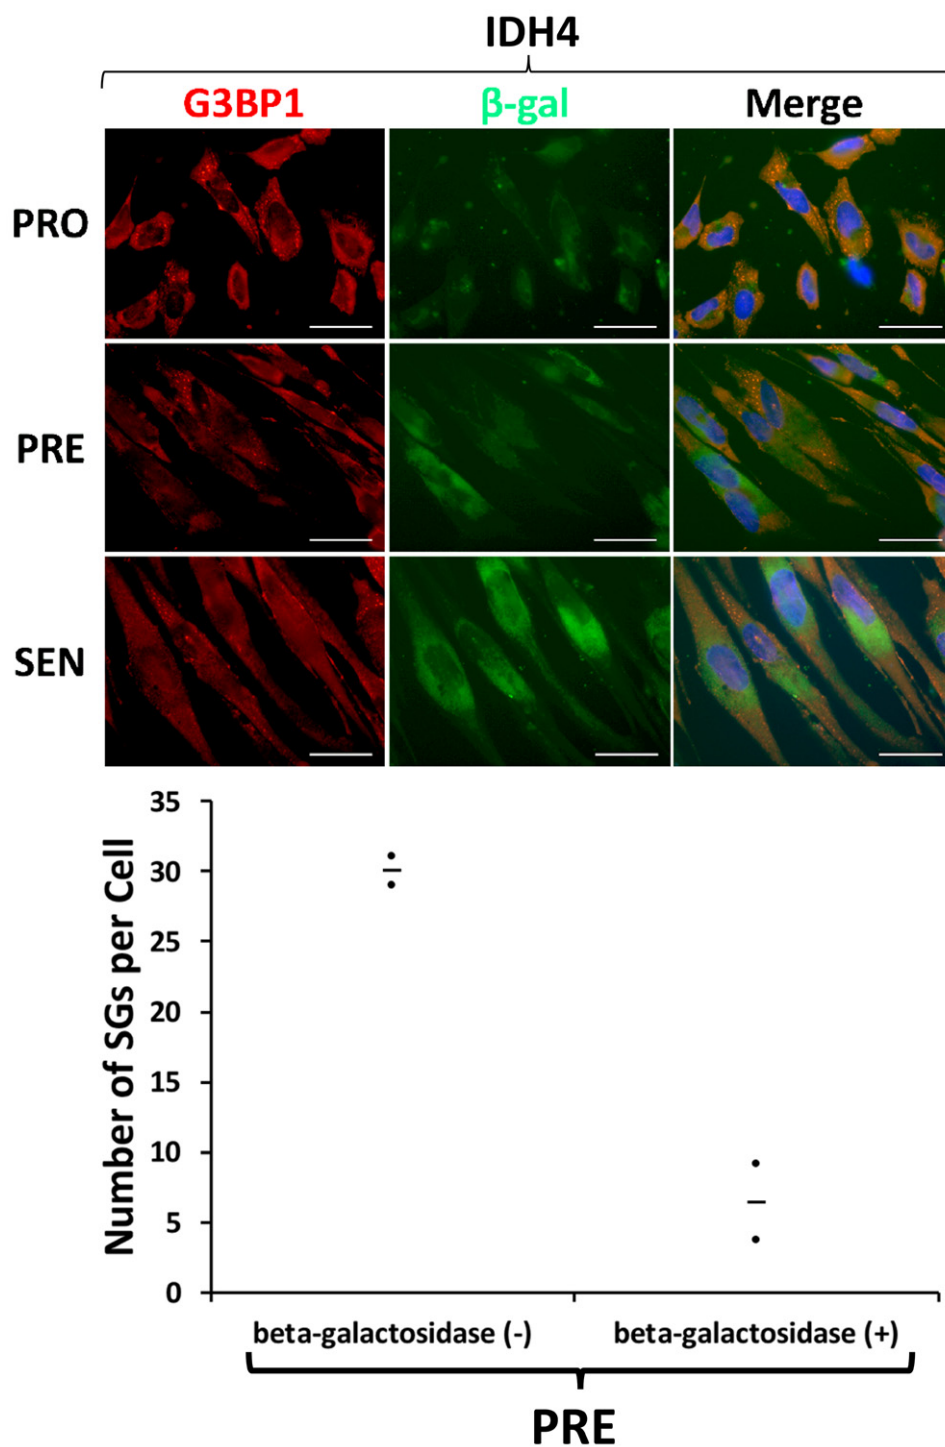 IDH4
G3BP1 β-gal Merge
PRO
PRE
SEN
Number of SGs per Cell
35
30
25
20
15
10
5
0
beta-galactosidase (-) beta-galactosidase (+)
PRE